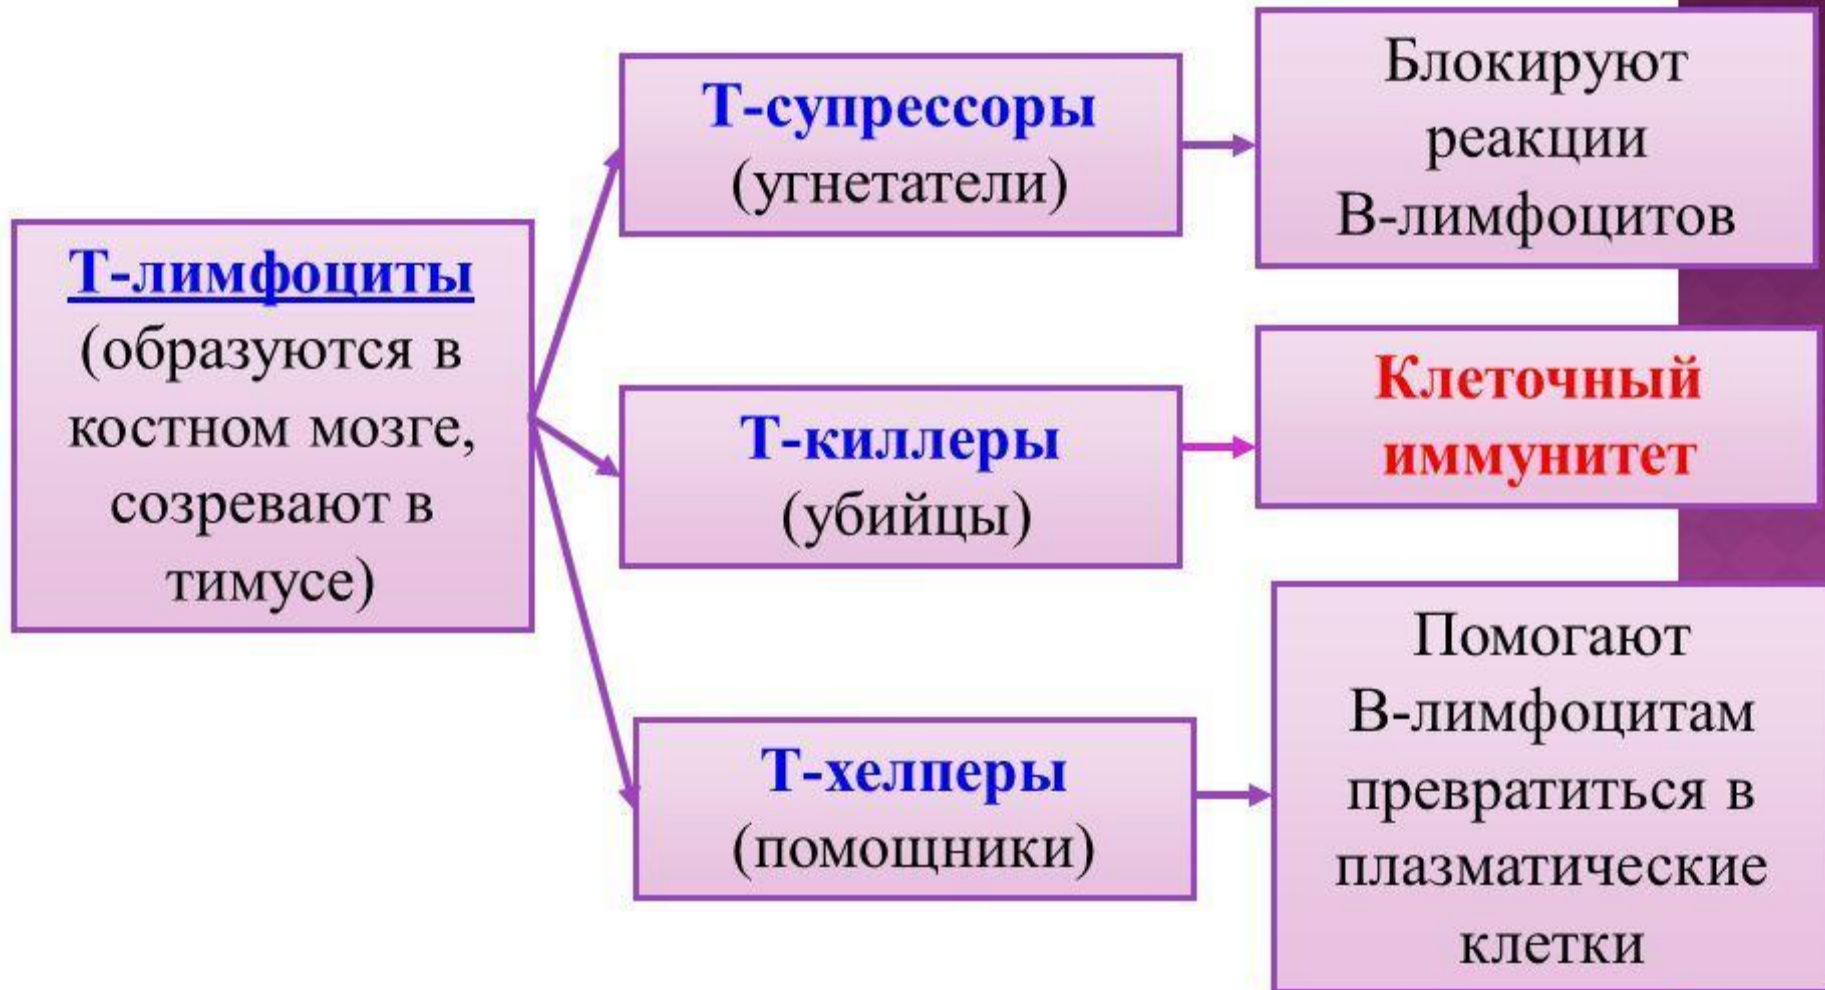 Т-лимфоциты
(образуются в
костном мозге,
созревают в
тимусе)
Т-супрессоры
(угнетатели)
Блокируют
реакции
В-лимфоцитов
Т-киллеры
(убийцы)
Клеточный
иммунитет
Т-хелперы
(помощники)
Помогают
В-лимфоцитам
превратиться в
плазматические
клетки